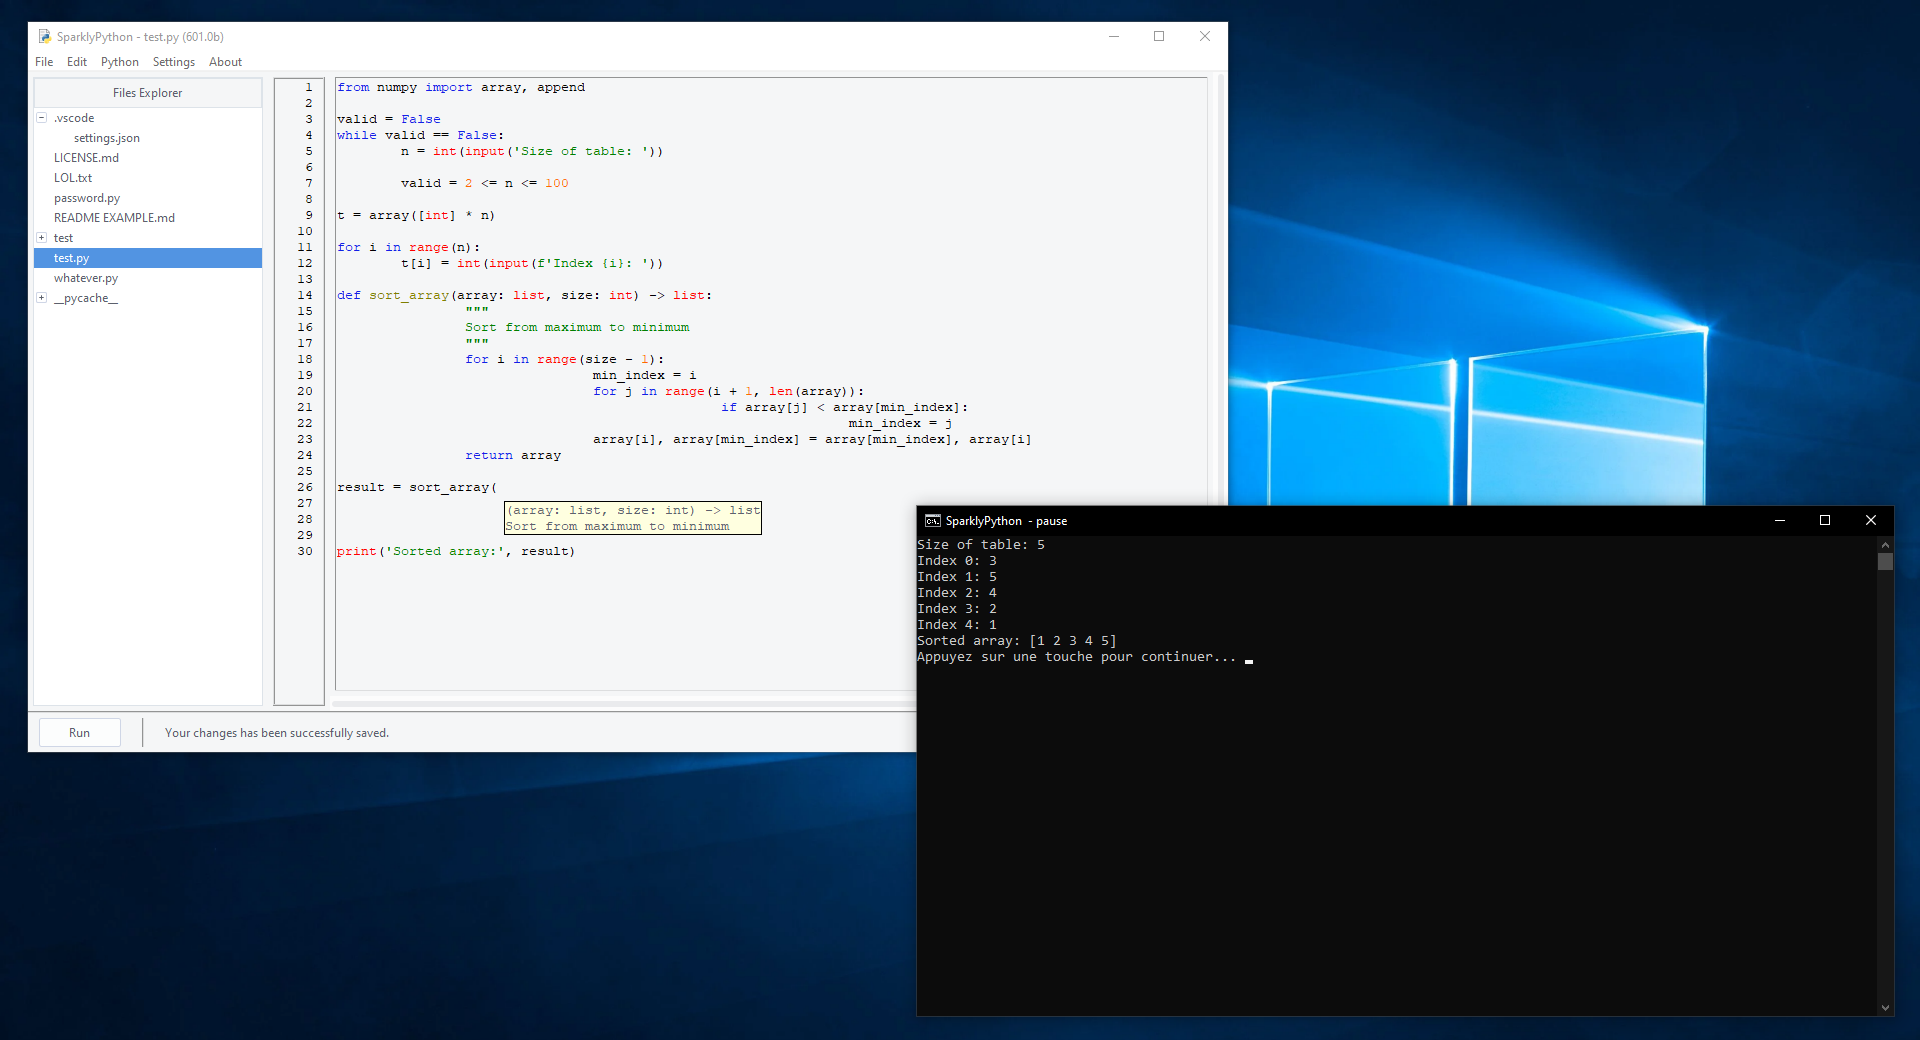 SparklyPython - test.py (601.0b)
File Edit Python Settings About
Files Explorer
.vscode
settings.json
LICENSE.md
LOL.txt
password.py
README EXAMPLE.md
test
test.py
whatever.py
__pycache__
1 from numpy import array, append
2
3 valid = False
4 while valid == False:
5 n = int(input('Size of table: '))
6
7 valid = 2 <= n <= 100
8
9 t = array([int] * n)
10
11 for i in range(n):
12 t[i] = int(input(f'Index {i}: '))
13
14 def sort_array(array: list, size: int) -> list:
15 """
16 Sort from maximum to minimum
17 """
18 for i in range(size - 1):
19 min_index = i
20 for j in range(i + 1, len(array)):
21 if array[j] < array[min_index]:
22 min_index = j
23 array[i], array[min_index] = array[min_index], array[i]
24 return array
25
26 result = sort_array(
27
28
29
30 print('Sorted array:', result)
(array: list, size: int) -> list
Sort from maximum to minimum
Run
Your changes has been successfully saved.
SparklyPython - pause
Size of table: 5
Index 0: 3
Index 1: 5
Index 2: 4
Index 3: 2
Index 4: 1
Sorted array: [1 2 3 4 5]
Appuyez sur une touche pour continuer...